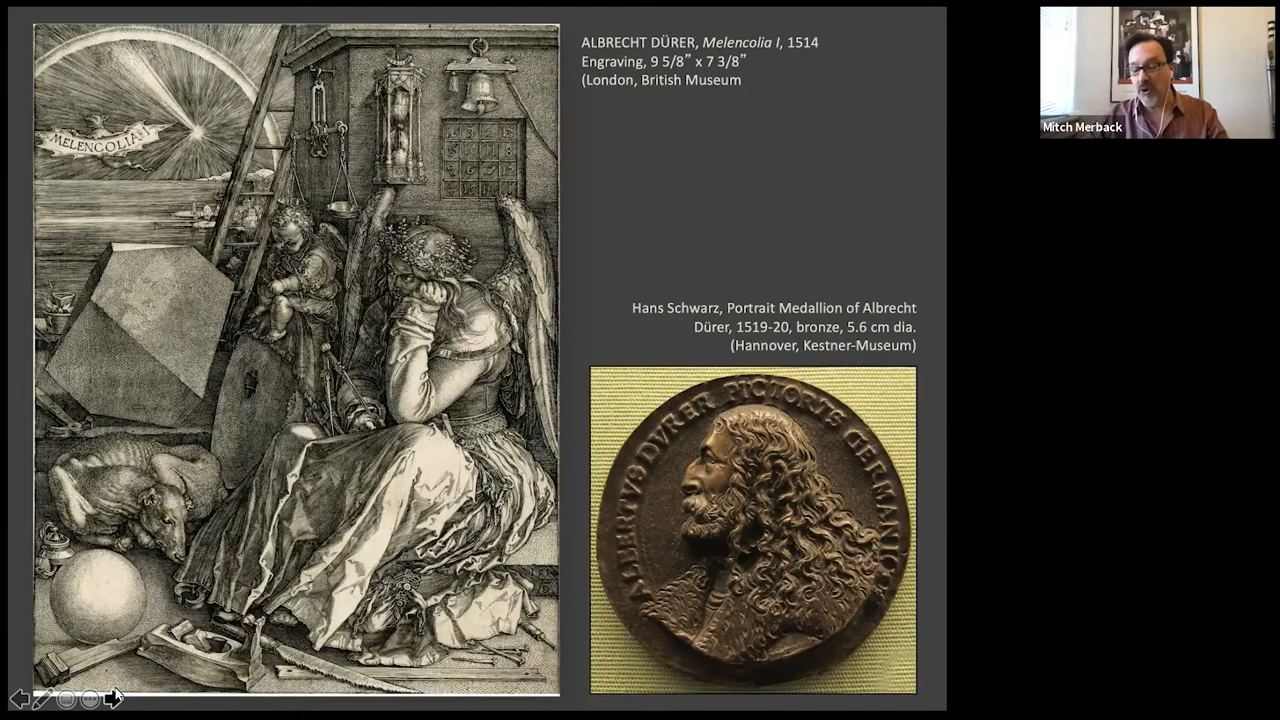 ALBRECHT DÜRER, Melencolia I, 1514
Engraving, 9 5/8” x 7 3/8”
(London, British Museum
Mitch Merback
MELENCOLIA I
Hans Schwarz, Portrait Medallion of Albrecht
Dürer, 1519-20, bronze, 5.6 cm dia.
(Hannover, Kestner-Museum)
ALBERTVS DVRER PICTORIS GERMANIC